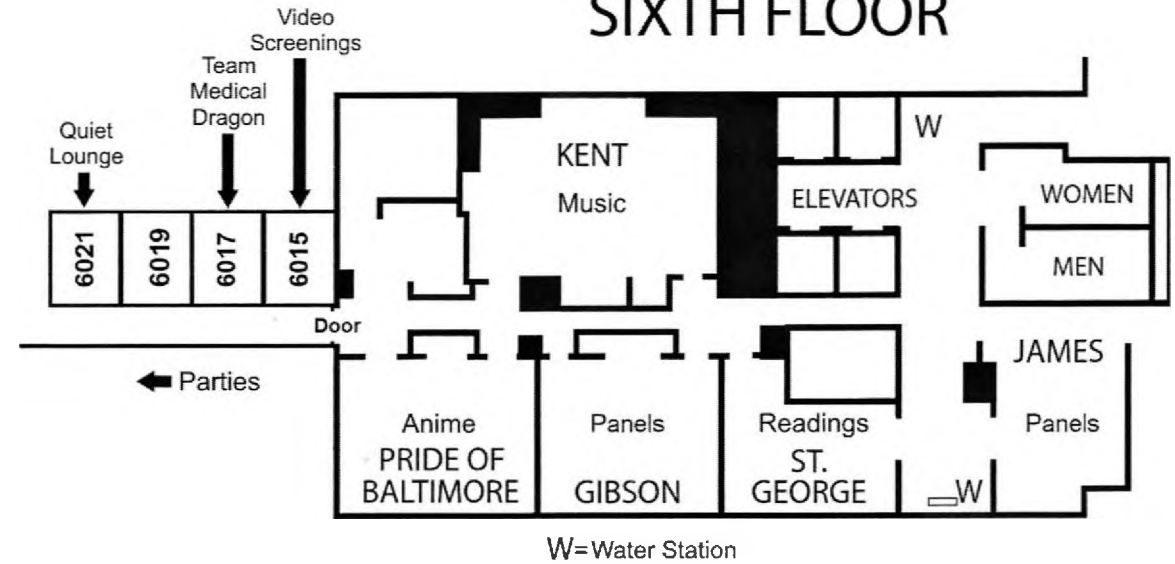 SIXTH FLOOR
Video
Screenings
Team
Medical
Dragon
Quiet
Lounge
6021
6019
6017
6015
KENT
Music
ELEVATORS
W
WOMEN
MEN
Door
Parties
JAMES
Panels
Anime
PRIDE OF
BALTIMORE
Panels
GIBSON
Readings
ST.
GEORGE
W
W=Water Station